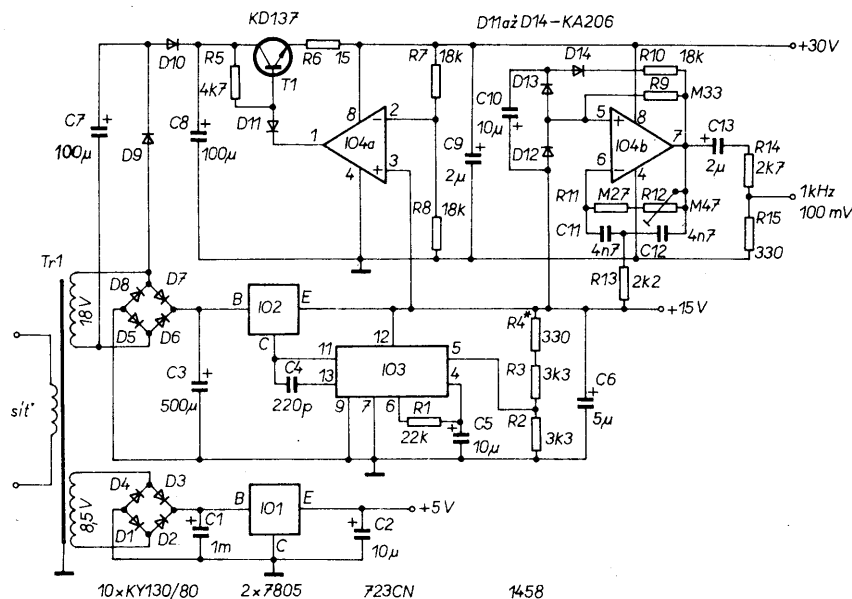 KD137
D11až D14-KA206
D10
R5
4k7
T1
R6
15
R7
18k
D14
R10
18k
+30V
D13
R9
M33
C10
10µ
C7
100µ
D9
C8
100µ
D11
1
8
2
IO4a
4
3
C9
2µ
D12
5
8
IO4b
7
6
4
C13
2µ
R14
2k7
R11
M27
R12
M47
1kHz
100 mV
R8
18k
C11
4n7
C12
4n7
R15
330
R13
2k2
Tr1
18V
D8
D7
D5
D6
B
IO2
E
C
+15V
C3
500µ
C4
220p
11
13
12
IO3
5
4
9
7
6
R1
22k
C5
10µ
R4*
330
R3
3k3
R2
3k3
C6
5µ
síť
8,5V
D4
D3
D1
D2
C1
1m
B
IO1
E
C
+5V
C2
10µ
10×KY130/80
2×7805
723CN
1458